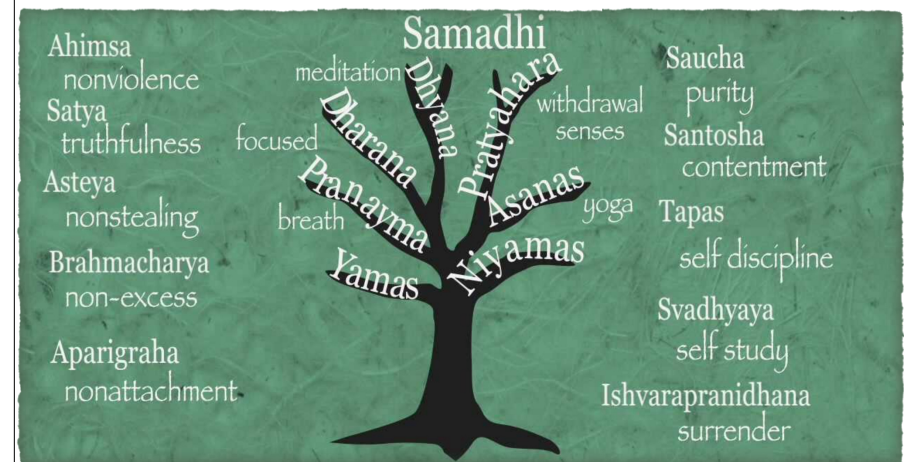 Samadhi
Ahimsa
nonviolence
Satya
truthfulness
Asteya
nonstealing
Brahmacharya
non-excess
Aparigraha
nonattachment
meditation
Dhyana
focused
Dharana
breath
Pranayma
Yamas
Pratyahara
withdrawal
senses
Asanas
yoga
Niyamas
Saucha
purity
Santosha
contentment
Tapas
self discipline
Svadhyaya
self study
Ishvarapranidhana
surrender